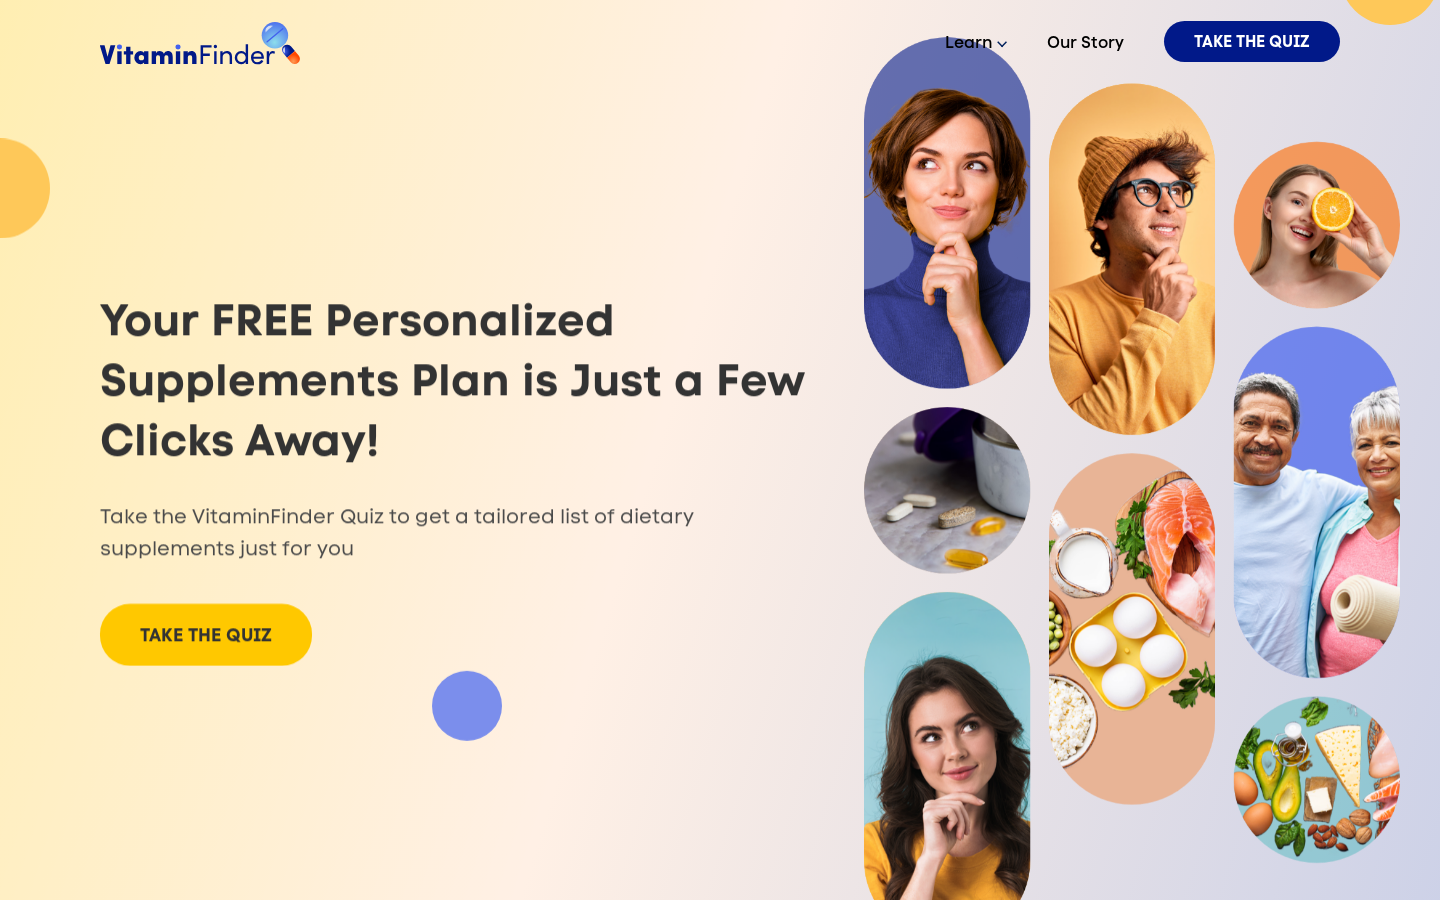 VitaminFinder
Learn
Our Story
TAKE THE QUIZ
Your FREE Personalized
Supplements Plan is Just a Few
Clicks Away!
Take the VitaminFinder Quiz to get a tailored list of dietary
supplements just for you
TAKE THE QUIZ